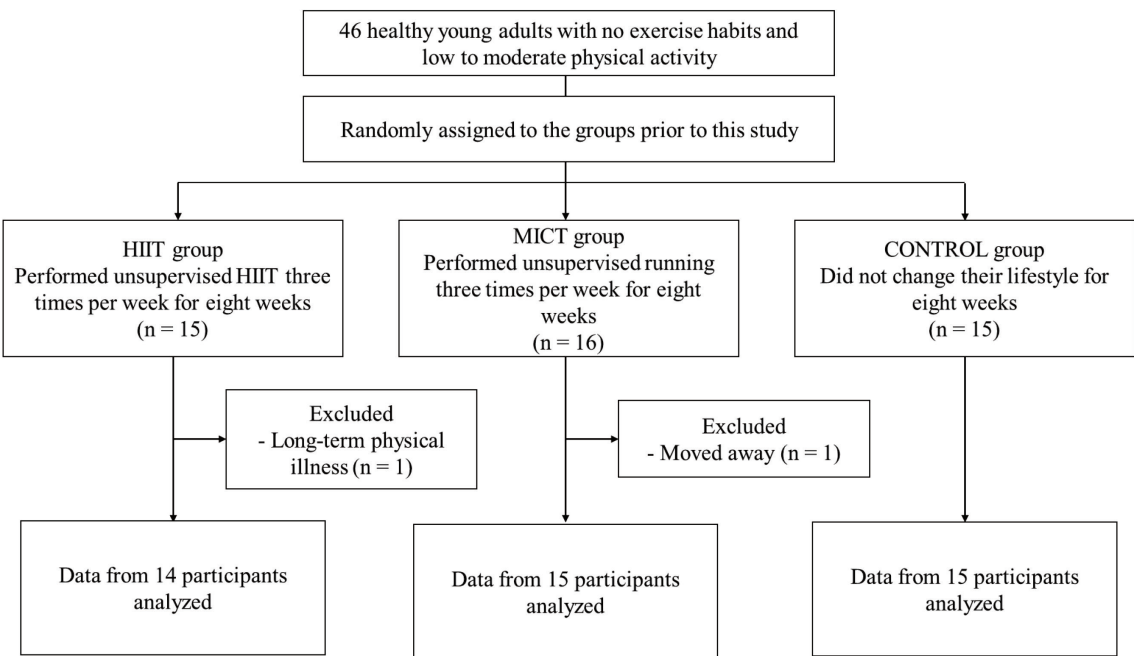 46 healthy young adults with no exercise habits and
low to moderate physical activity
Randomly assigned to the groups prior to this study
HIIT group
Performed unsupervised HIIT three
times per week for eight weeks
(n = 15)
MICT group
Performed unsupervised running
three times per week for eight
weeks
(n = 16)
CONTROL group
Did not change their lifestyle for
eight weeks
(n = 15)
Excluded
- Long-term physical
illness (n = 1)
Excluded
- Moved away (n = 1)
Data from 14 participants
analyzed
Data from 15 participants
analyzed
Data from 15 participants
analyzed